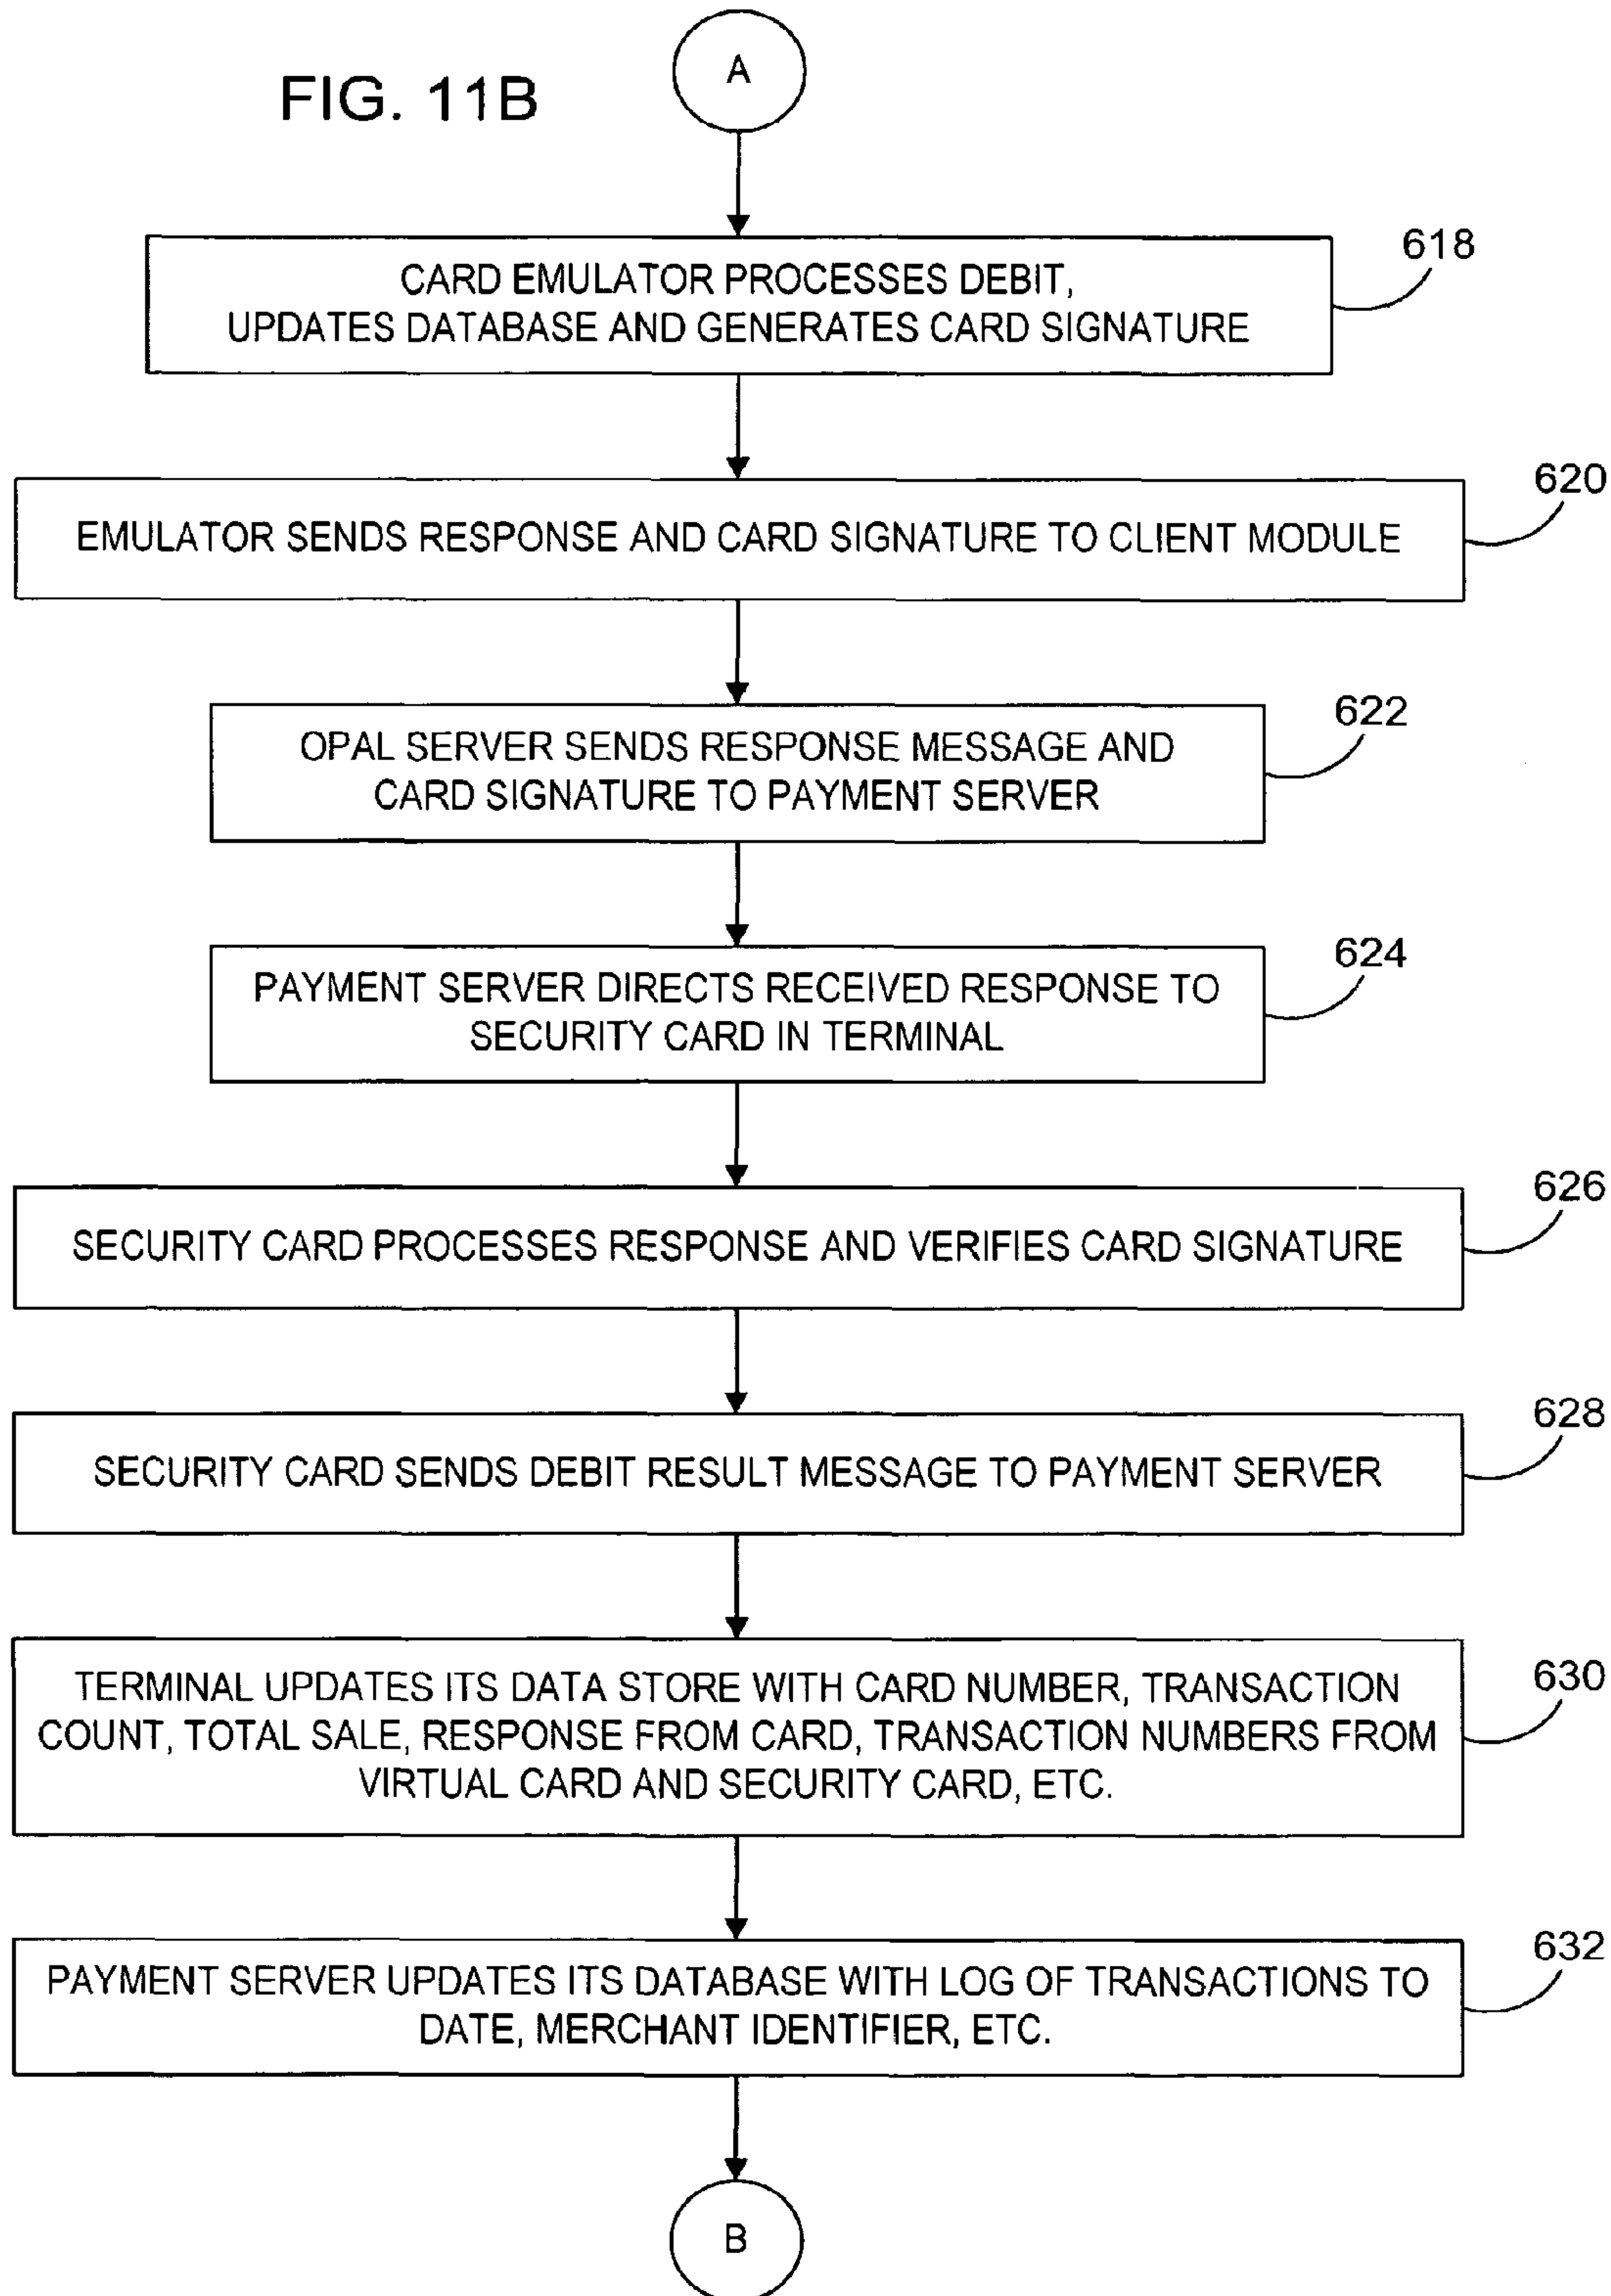 FIG. 11B
A
CARD EMULATOR PROCESSES DEBIT,
UPDATES DATABASE AND GENERATES CARD SIGNATURE
618
EMULATOR SENDS RESPONSE AND CARD SIGNATURE TO CLIENT MODULE
620
OPAL SERVER SENDS RESPONSE MESSAGE AND
CARD SIGNATURE TO PAYMENT SERVER
622
PAYMENT SERVER DIRECTS RECEIVED RESPONSE TO
SECURITY CARD IN TERMINAL
624
SECURITY CARD PROCESSES RESPONSE AND VERIFIES CARD SIGNATURE
626
SECURITY CARD SENDS DEBIT RESULT MESSAGE TO PAYMENT SERVER
628
TERMINAL UPDATES ITS DATA STORE WITH CARD NUMBER, TRANSACTION
COUNT, TOTAL SALE, RESPONSE FROM CARD, TRANSACTION NUMBERS FROM
VIRTUAL CARD AND SECURITY CARD, ETC.
630
PAYMENT SERVER UPDATES ITS DATABASE WITH LOG OF TRANSACTIONS TO
DATE, MERCHANT IDENTIFIER, ETC.
632
B